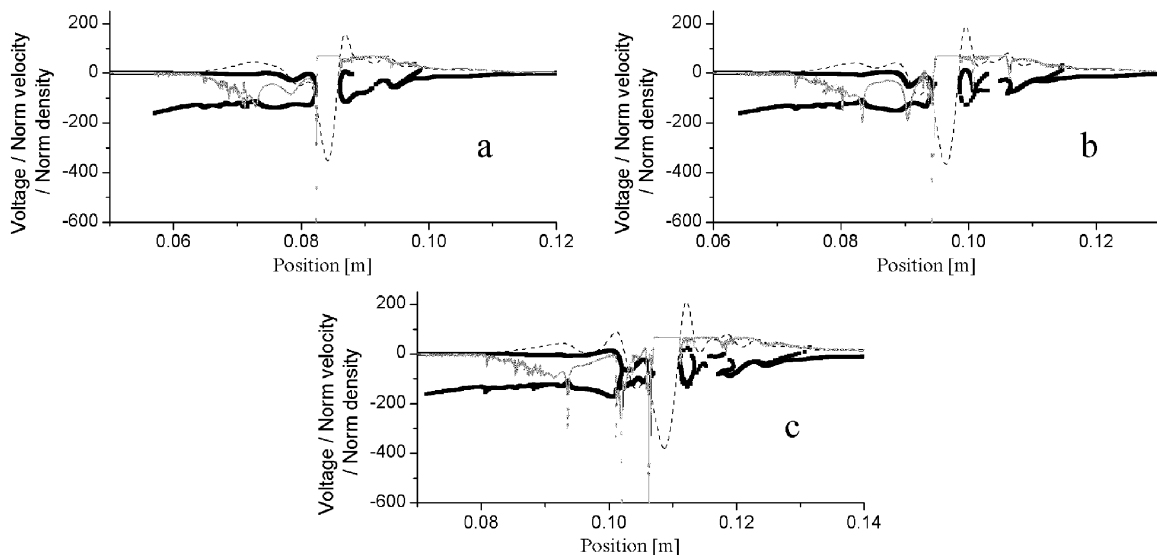 Voltage / Norm velocity
/ Norm density
200
0
-200
-400
-600
0.06
0.08
0.10
0.12
Position [m]
a
Voltage / Norm velocity
/ Norm density
200
0
-200
-400
-600
0.06
0.08
0.10
0.12
Position [m]
b
Voltage / Norm velocity
/ Norm density
200
0
-200
-400
-600
0.08
0.10
0.12
0.14
Position [m]
c